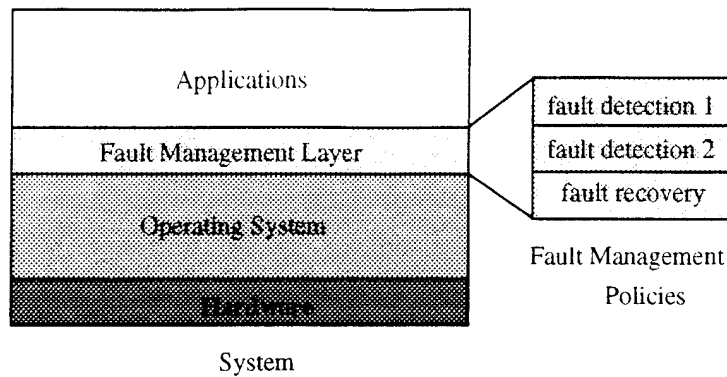 Applications
Fault Management Layer
Operating System
Hardware
System
fault detection 1
fault detection 2
fault recovery
Fault Management
Policies